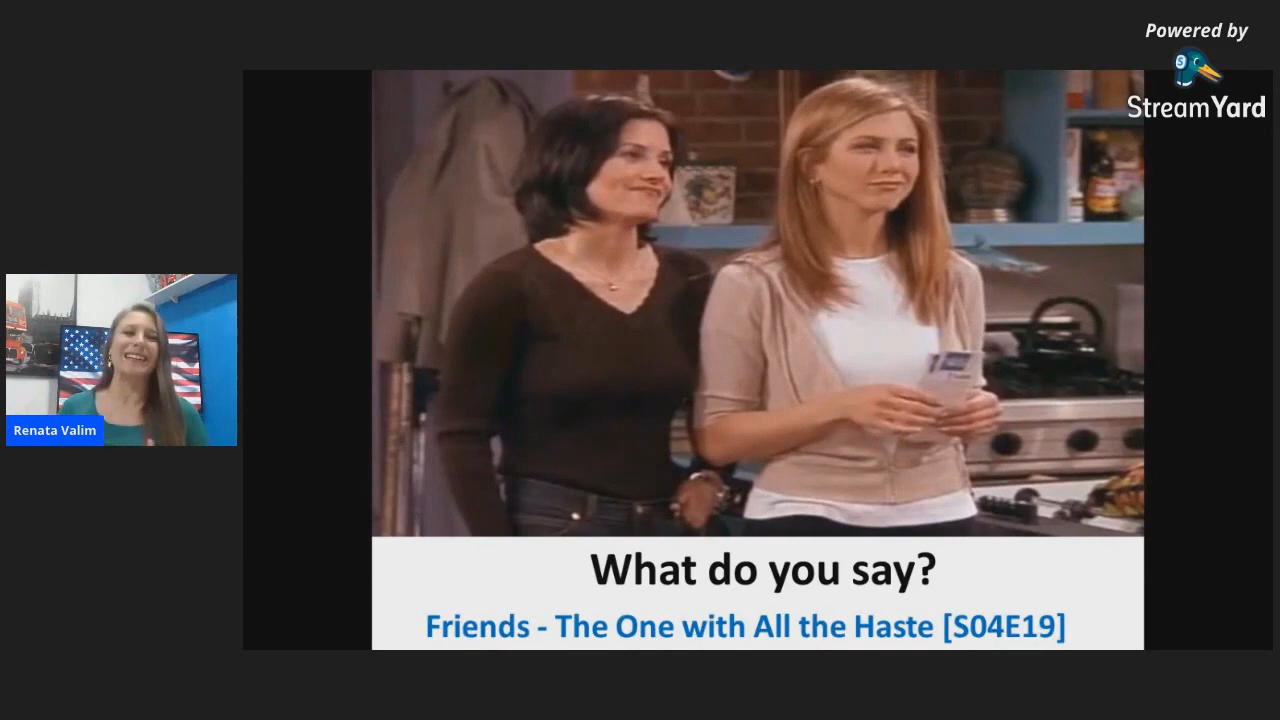 Powered by
StreamYard
Renata Valim
What do you say?
Friends - The One with All the Haste [S04E19]